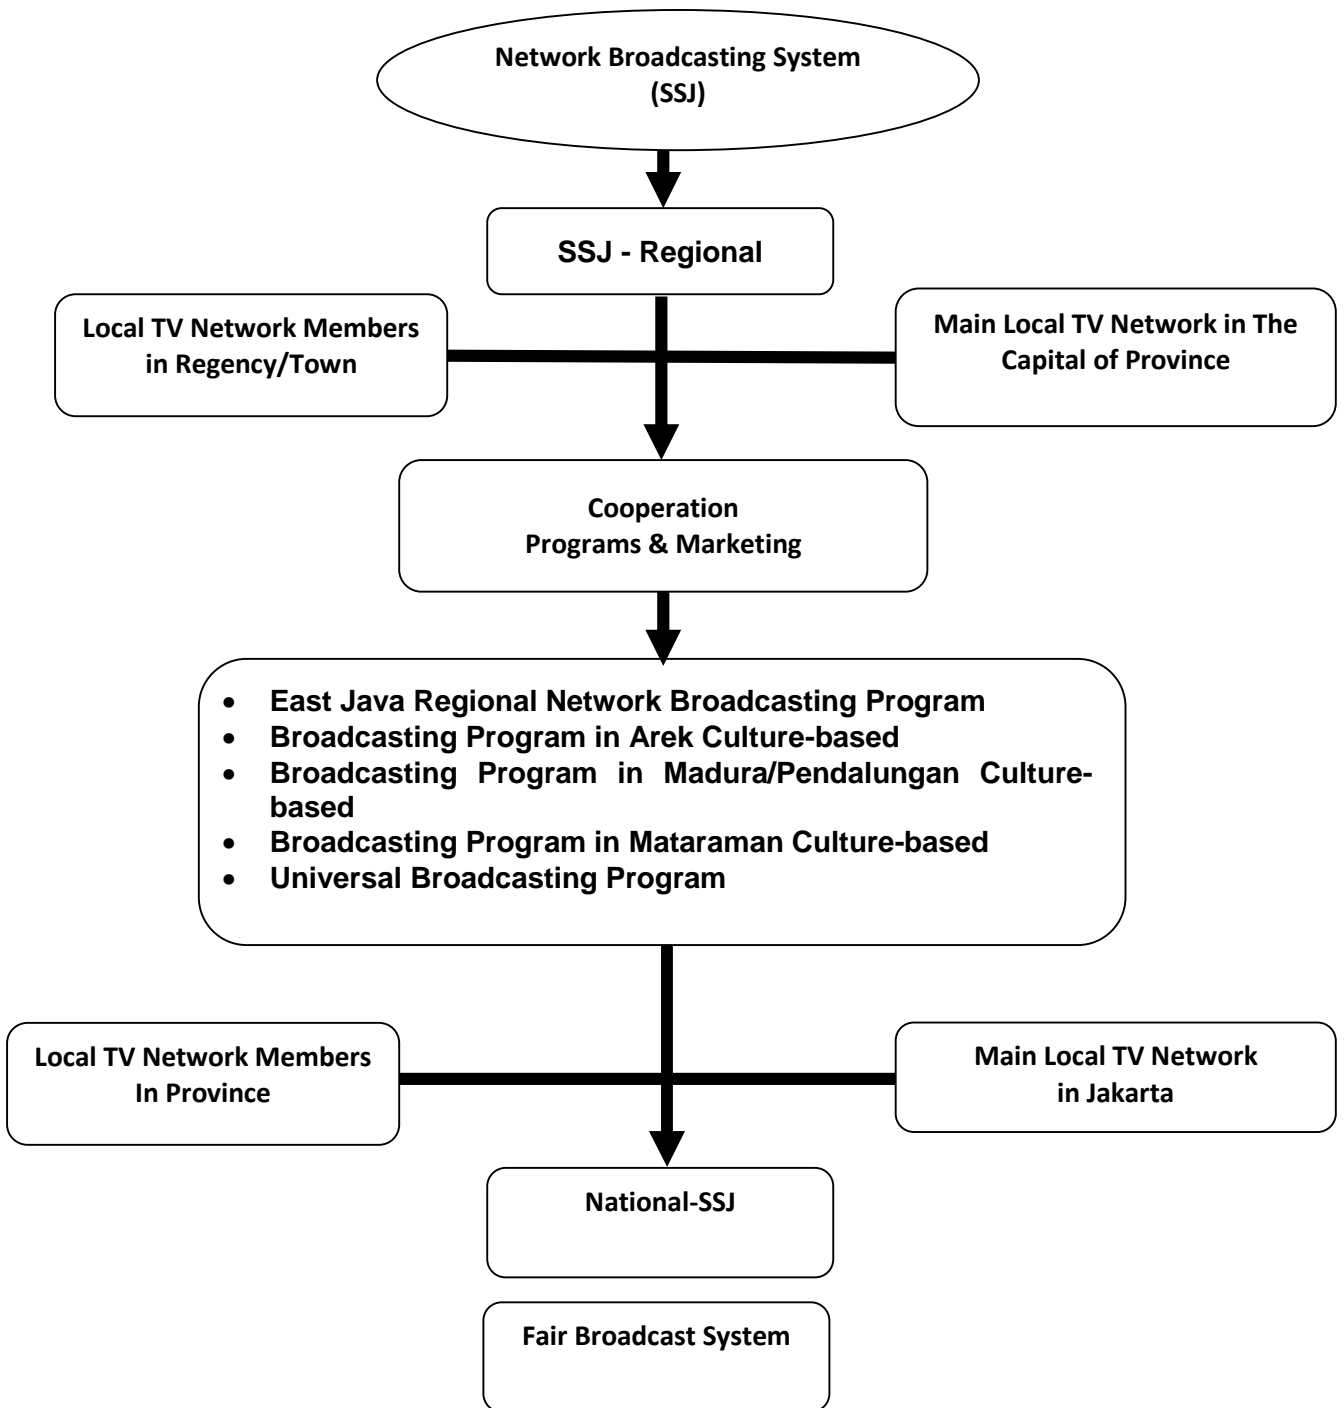 Network Broadcasting System
(SSJ)
SSJ - Regional
Local TV Network Members
in Regency/Town
Main Local TV Network in The
Capital of Province
Cooperation
Programs & Marketing
• East Java Regional Network Broadcasting Program
• Broadcasting Program in Arek Culture-based
• Broadcasting Program in Madura/Pendalungan Culture-
based
• Broadcasting Program in Mataraman Culture-based
• Universal Broadcasting Program
Local TV Network Members
In Province
Main Local TV Network
in Jakarta
National-SSJ
Fair Broadcast System